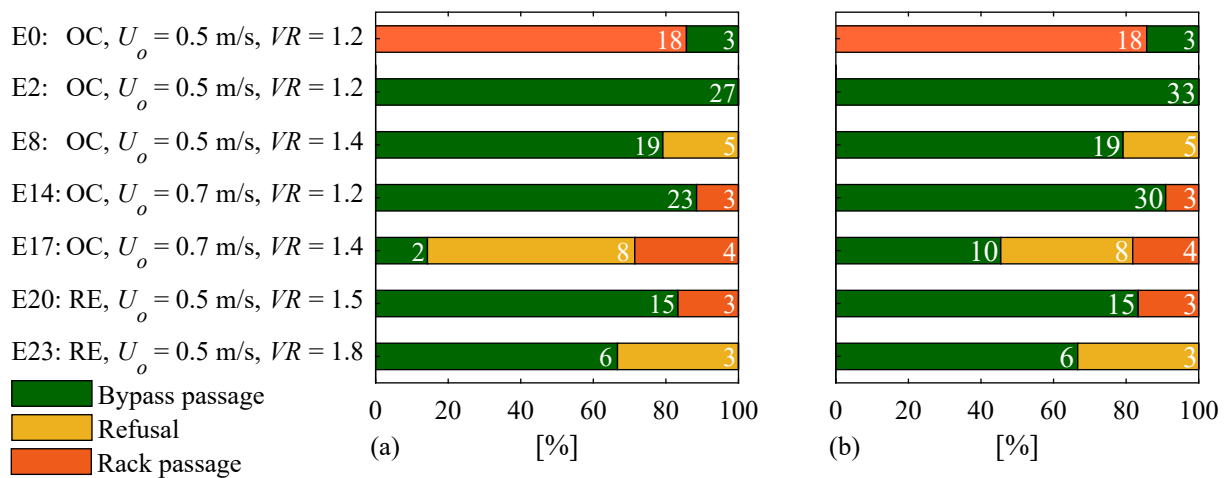 E0: OC, U_o = 0.5 m/s, VR = 1.2 18 3 18 3
E2: OC, U_o = 0.5 m/s, VR = 1.2 27 33
E8: OC, U_o = 0.5 m/s, VR = 1.4 19 5 19 5
E14: OC, U_o = 0.7 m/s, VR = 1.2 23 3 30 3
E17: OC, U_o = 0.7 m/s, VR = 1.4 2 8 4 10 8 4
E20: RE, U_o = 0.5 m/s, VR = 1.5 15 3 15 3
E23: RE, U_o = 0.5 m/s, VR = 1.8 6 3 6 3
Bypass passage
Refusal
Rack passage
0 20 40 60 80 100
(a) [%]
0 20 40 60 80 100
(b) [%]